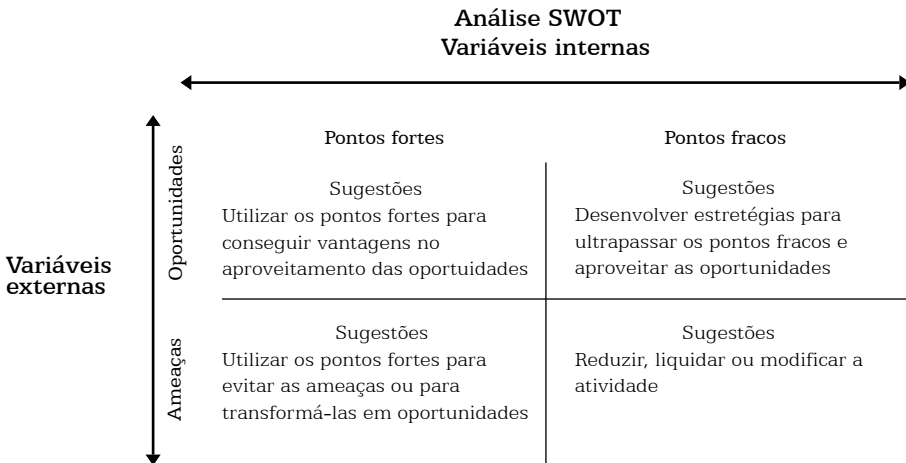 Análise SWOT
Variáveis internas
Pontos fortes
Pontos fracos
Variáveis
externas
Oportunidades
Sugestões
Utilizar os pontos fortes para
conseguir vantagens no
aproveitamento das oportuidades
Sugestões
Desenvolver estretégias para
ultrapassar os pontos fracos e
aproveitar as oportunidades
Ameaças
Sugestões
Utilizar os pontos fortes para
evitar as ameaças ou para
transformá-las em oportunidades
Sugestões
Reduzir, liquidar ou modificar a
atividade